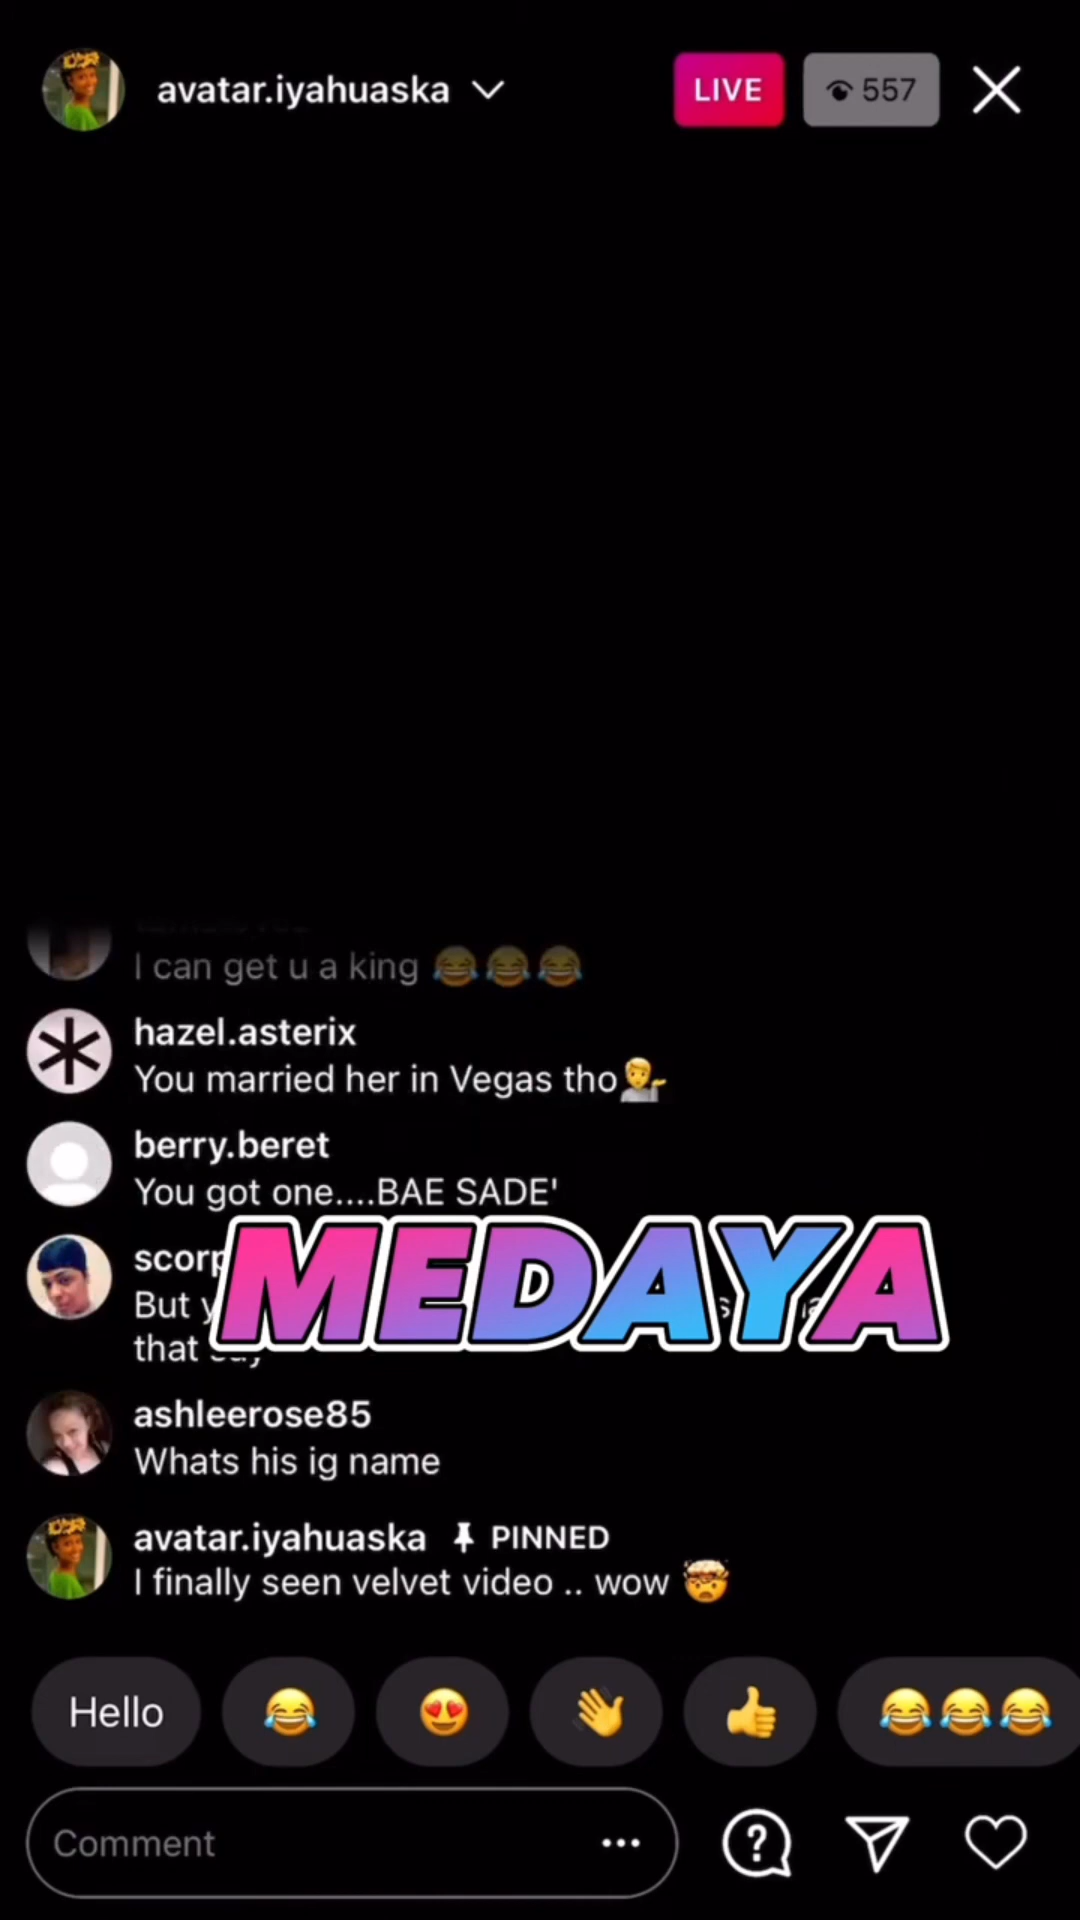 avatar.iyahuaska
LIVE
557
I can get u a king 😂😂😂
hazel.asterix
You married her in Vegas tho💁
berry.beret
You got one....BAE SADE'
MEDAYA
But
that say
ashleerose85
Whats his ig name
avatar.iyahuaska PINNED
I finally seen velvet video .. wow 🤯
Hello 😂 😍 👋 👍 😂😂😂
Comment